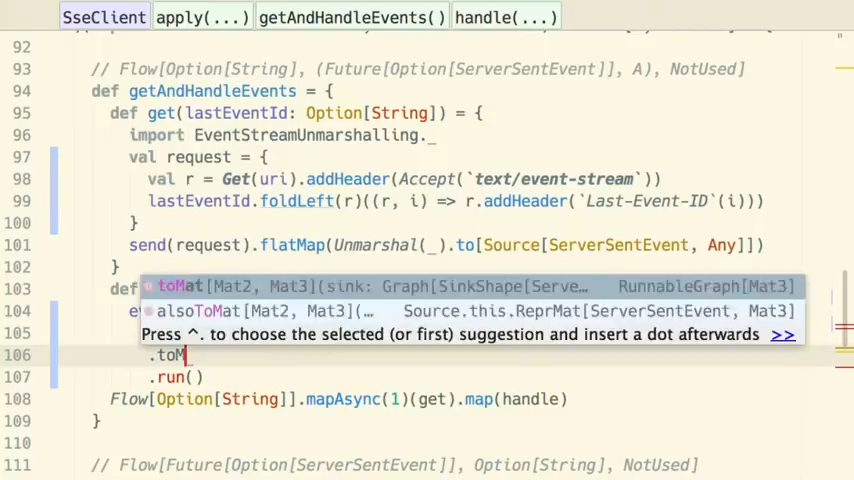 SseClient apply(...) getAndHandleEvents() handle(...)
92
93 // Flow[Option[String], (Future[Option[ServerSentEvent]], A), NotUsed]
94 def getAndHandleEvents = {
95 def get(lastEventId: Option[String]) = {
96 import EventStreamUnmarshalling._
97 val request = {
98 val r = Get(uri).addHeader(Accept(`text/event-stream`))
99 lastEventId.foldLeft(r)((r, i) => r.addHeader(`Last-Event-ID`(i)))
100 }
101 send(request).flatMap(Unmarshal(_).to[Source[ServerSentEvent, Any]])
102 }
103 def
toMat[Mat2, Mat3](sink: Graph[SinkShape[Serve… RunnableGraph[Mat3]
104 e
alsoToMat[Mat2, Mat3](… Source.this.ReprMat[ServerSentEvent, Mat3]
105
Press ^. to choose the selected (or first) suggestion and insert a dot afterwards >>
106 .toM
107 .run()
108 Flow[Option[String]].mapAsync(1)(get).map(handle)
109 }
110
111 // Flow[Future[Option[ServerSentEvent]], Option[String], NotUsed]